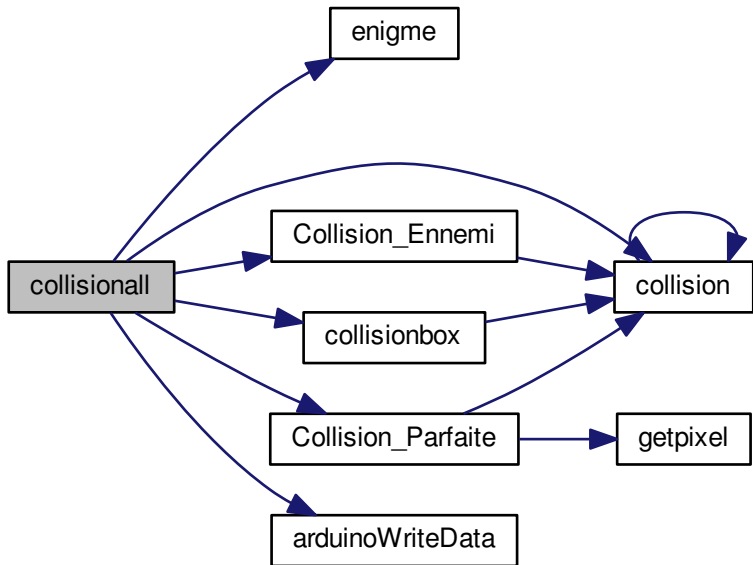 enigme
Collision_Ennemi
collisionall
collision
collisionbox
Collision_Parfaite
getpixel
arduinoWriteData